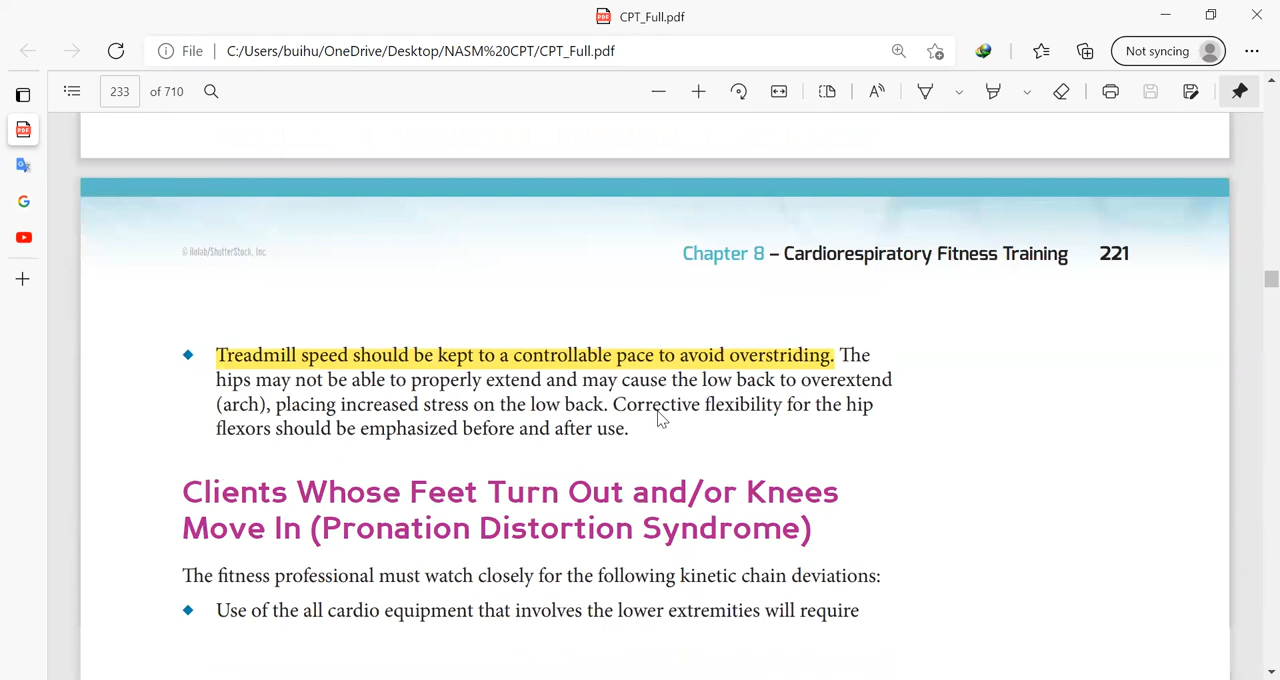 CPT_Full.pdf
File
C:/Users/buihu/OneDrive/Desktop/NASM%20CPT/CPT_Full.pdf
Not syncing
233 of 710
© Holab/ShutterStock, Inc.
Chapter 8 – Cardiorespiratory Fitness Training 221
Treadmill speed should be kept to a controllable pace to avoid overstriding. The
hips may not be able to properly extend and may cause the low back to overextend
(arch), placing increased stress on the low back. Corrective flexibility for the hip
flexors should be emphasized before and after use.
Clients Whose Feet Turn Out and/or Knees
Move In (Pronation Distortion Syndrome)
The fitness professional must watch closely for the following kinetic chain deviations:
Use of the all cardio equipment that involves the lower extremities will require